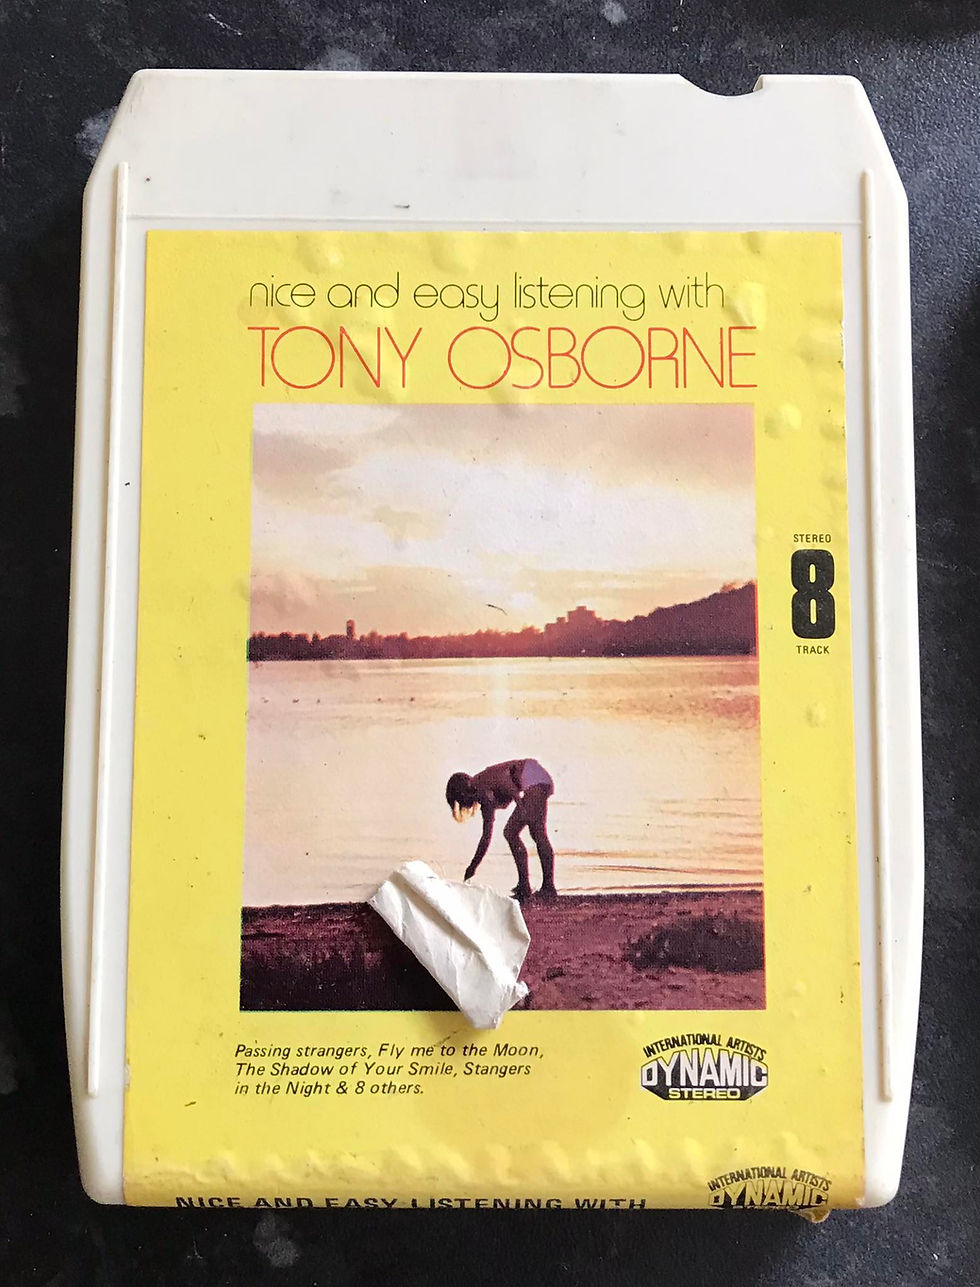 nice and easy listening with
TONY OSBORNE
STEREO
8
TRACK
Passing strangers, Fly me to the Moon,
The Shadow of Your Smile, Stangers
in the Night & 8 others.
INTERNATIONAL ARTISTS
DYNAMIC
STEREO
NICE AND EASY LISTENING WITH
INTERNATIONAL ARTISTS
DYNAMIC